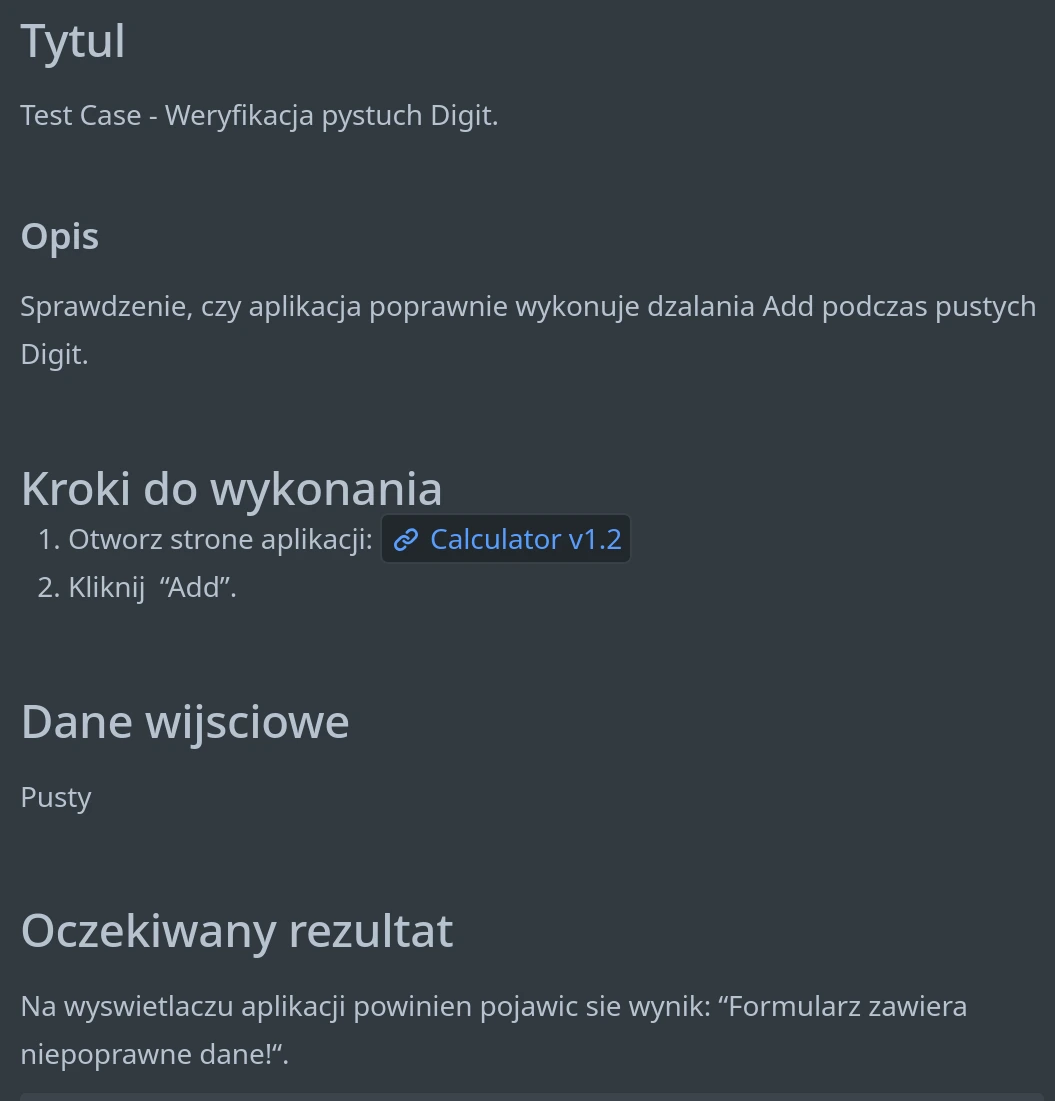 Tytul
Test Case - Weryfikacja pystuch Digit.
Opis
Sprawdzenie, czy aplikacja poprawnie wykonuje dzalania Add podczas pustych
Digit.
Kroki do wykonania
1. Otworz strone aplikacji: Calculator v1.2
2. Kliknij  “Add”.
Dane wijsciowe
Pusty
Oczekiwany rezultat
Na wyswietlaczu aplikacji powinien pojawic sie wynik: “Formularz zawiera
niepoprawne dane!“.